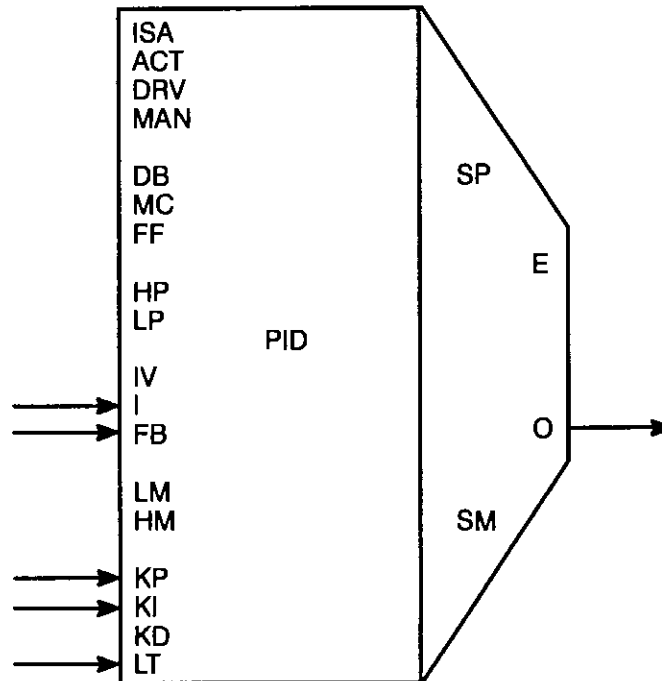 ISA
ACT
DRV
MAN
DB
MC
FF
HP
LP
IV
I
FB
LM
HM
KP
KI
KD
LT
PID
SP
E
O
SM